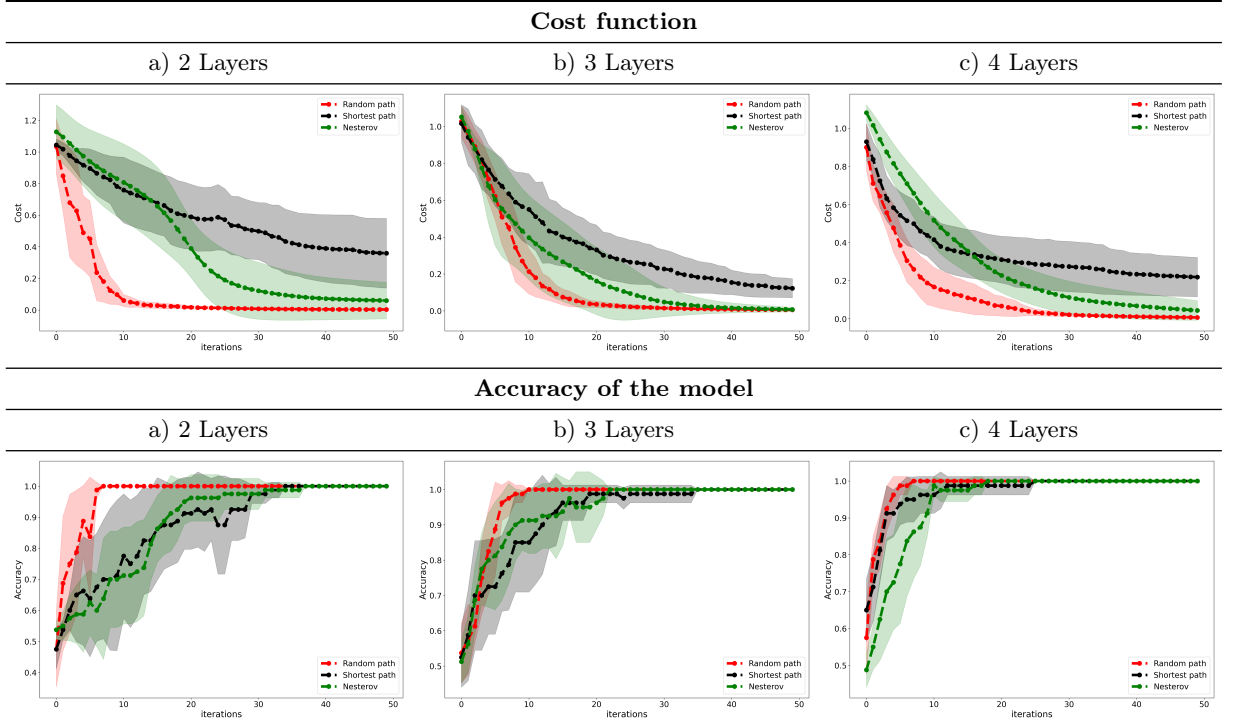 Cost function
a) 2 Layers
b) 3 Layers
c) 4 Layers
Random path
Shortest path
Nesterov
1.2
1.0
0.8
0.6
0.4
0.2
0.0
Cost
0
10
20
30
40
50
iterations
Random path
Shortest path
Nesterov
1.0
0.8
0.6
0.4
0.2
0.0
Cost
0
10
20
30
40
50
iterations
Random path
Shortest path
Nesterov
1.0
0.8
0.6
0.4
0.2
0.0
Cost
0
10
20
30
40
50
iterations
Accuracy of the model
a) 2 Layers
b) 3 Layers
c) 4 Layers
1.0
0.9
0.8
0.7
0.6
0.5
0.4
Accuracy
Random path
Shortest path
Nesterov
0
10
20
30
40
50
iterations
1.0
0.9
0.8
0.7
0.6
0.5
Accuracy
Random path
Shortest path
Nesterov
0
10
20
30
40
50
iterations
1.0
0.9
0.8
0.7
0.6
0.5
Accuracy
Random path
Shortest path
Nesterov
0
10
20
30
40
50
iterations